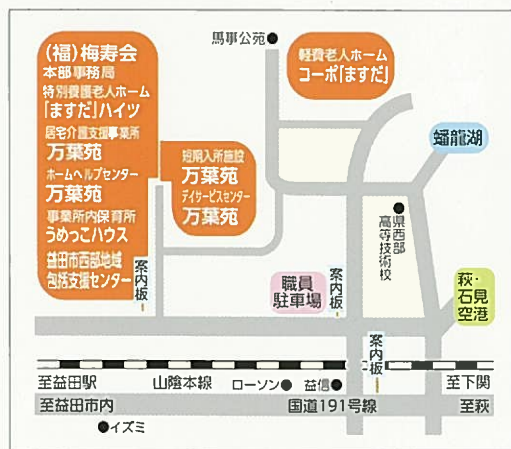 (福)梅寿会
本部事務局
特別養護老人ホーム
「ますだ」ハイツ
居宅介護支援事業所
万葉苑
ホームヘルプセンター
万葉苑
事業所内保育所
うめっこハウス
益田市西部地域
包括支援センター
短期入所施設
万葉苑
デイサービスセンター
万葉苑
馬事公苑
軽費老人ホーム
コーポ「ますだ」
蟠龍湖
県西部
高等技術校
案内板
職員
駐車場
案内板
萩・
石見
空港
案内板
至益田駅
山陰本線
ローソン
益信
至下関
至益田市内
国道191号線
至萩
イズミ